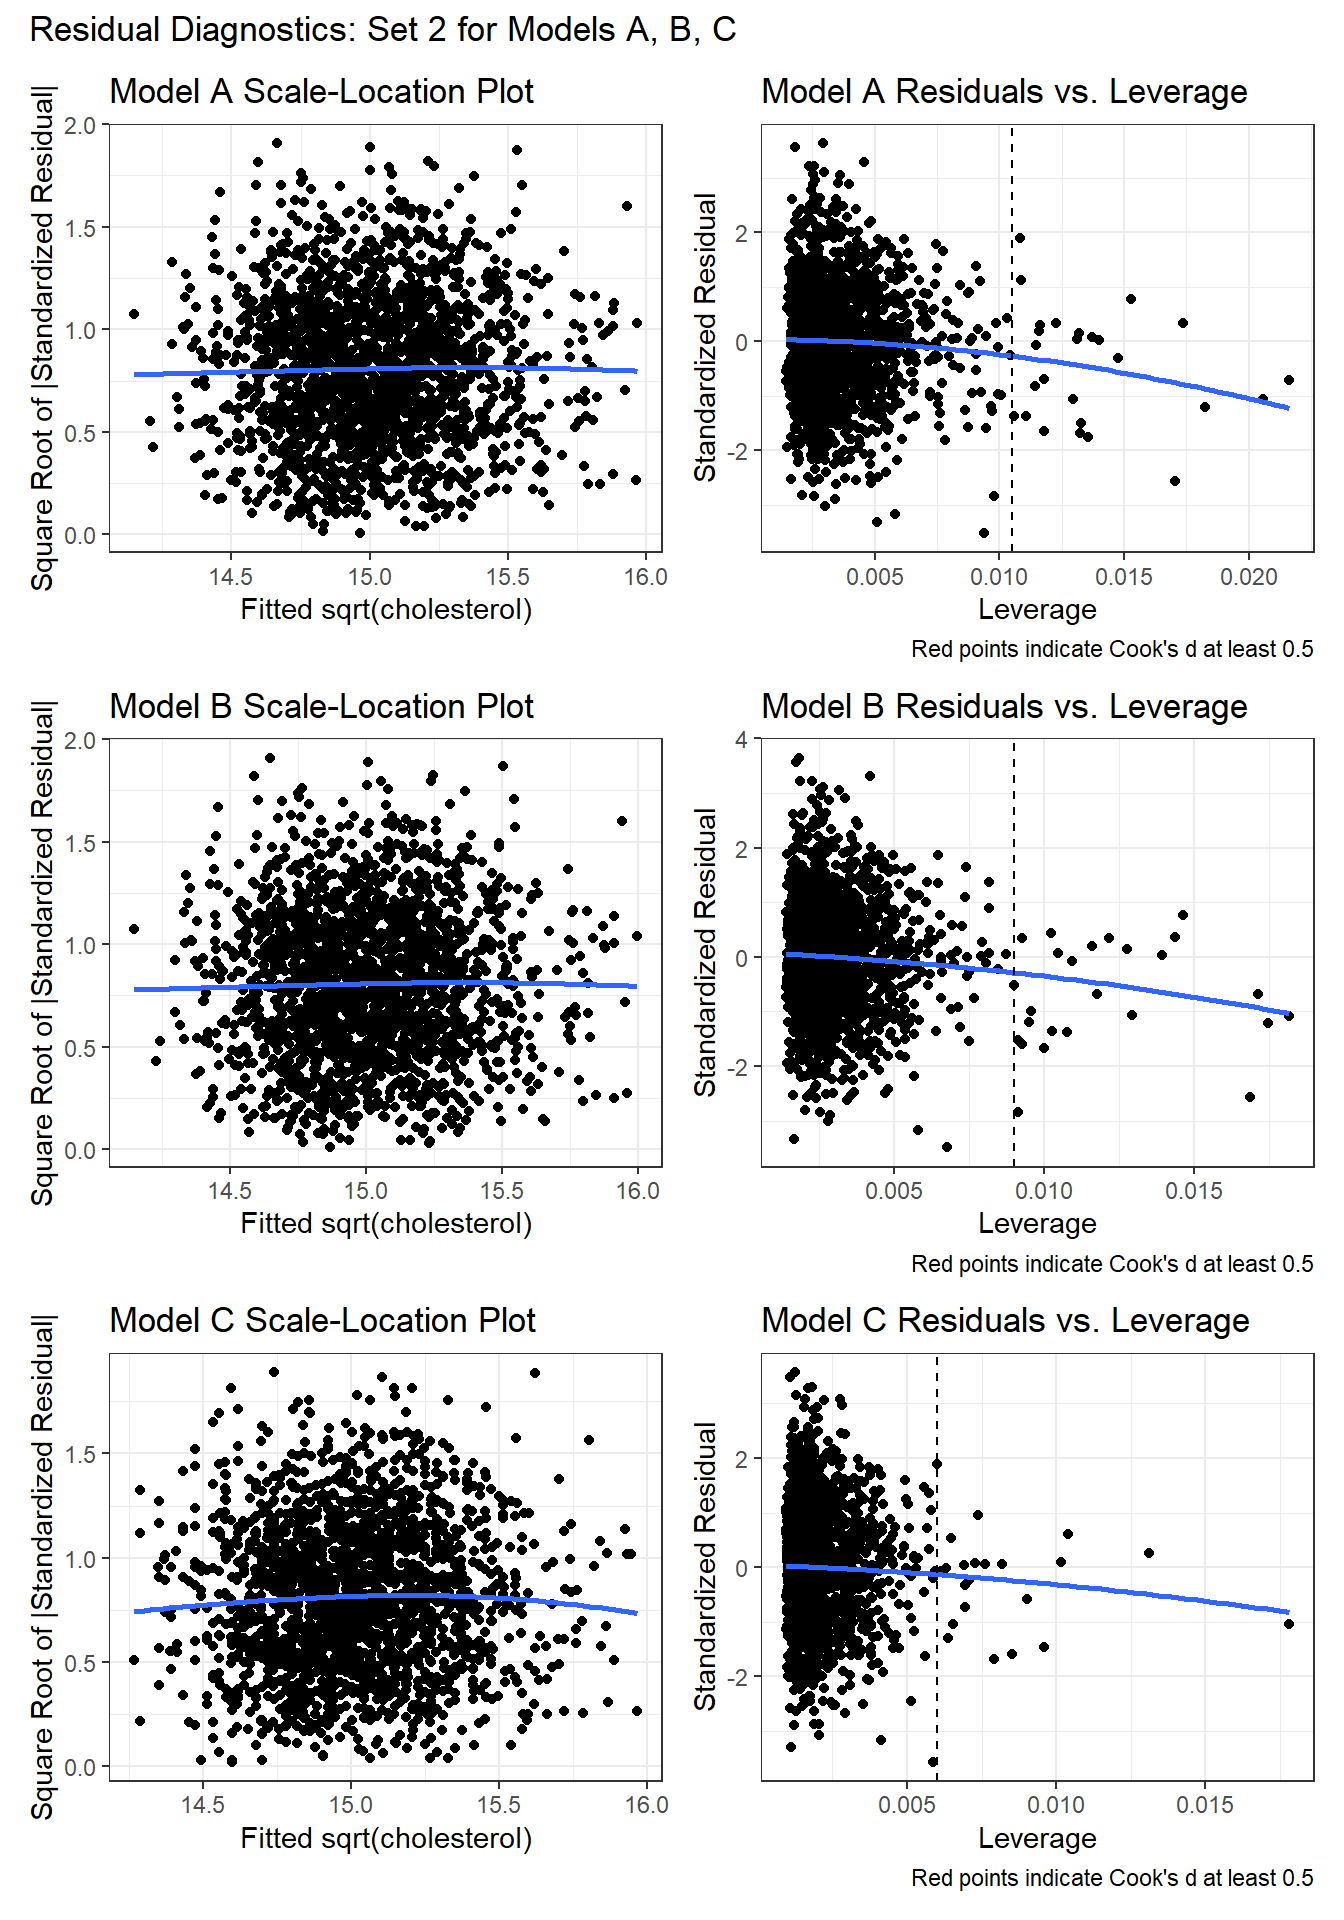 Residual Diagnostics: Set 2 for Models A, B, C
Model A Scale-Location Plot
Square Root of |Standardized Residual|
2.0
1.5
1.0
0.5
0.0
14.5 15.0 15.5 16.0
Fitted sqrt(cholesterol)
Model A Residuals vs. Leverage
Standardized Residual
2
0
-2
0.005 0.010 0.015 0.020
Leverage
Red points indicate Cook's d at least 0.5
Model B Scale-Location Plot
Square Root of |Standardized Residual|
2.0
1.5
1.0
0.5
0.0
14.5 15.0 15.5 16.0
Fitted sqrt(cholesterol)
Model B Residuals vs. Leverage
Standardized Residual
4
2
0
-2
0.005 0.010 0.015
Leverage
Red points indicate Cook's d at least 0.5
Model C Scale-Location Plot
Square Root of |Standardized Residual|
1.5
1.0
0.5
0.0
14.5 15.0 15.5 16.0
Fitted sqrt(cholesterol)
Model C Residuals vs. Leverage
Standardized Residual
2
0
-2
0.005 0.010 0.015
Leverage
Red points indicate Cook's d at least 0.5